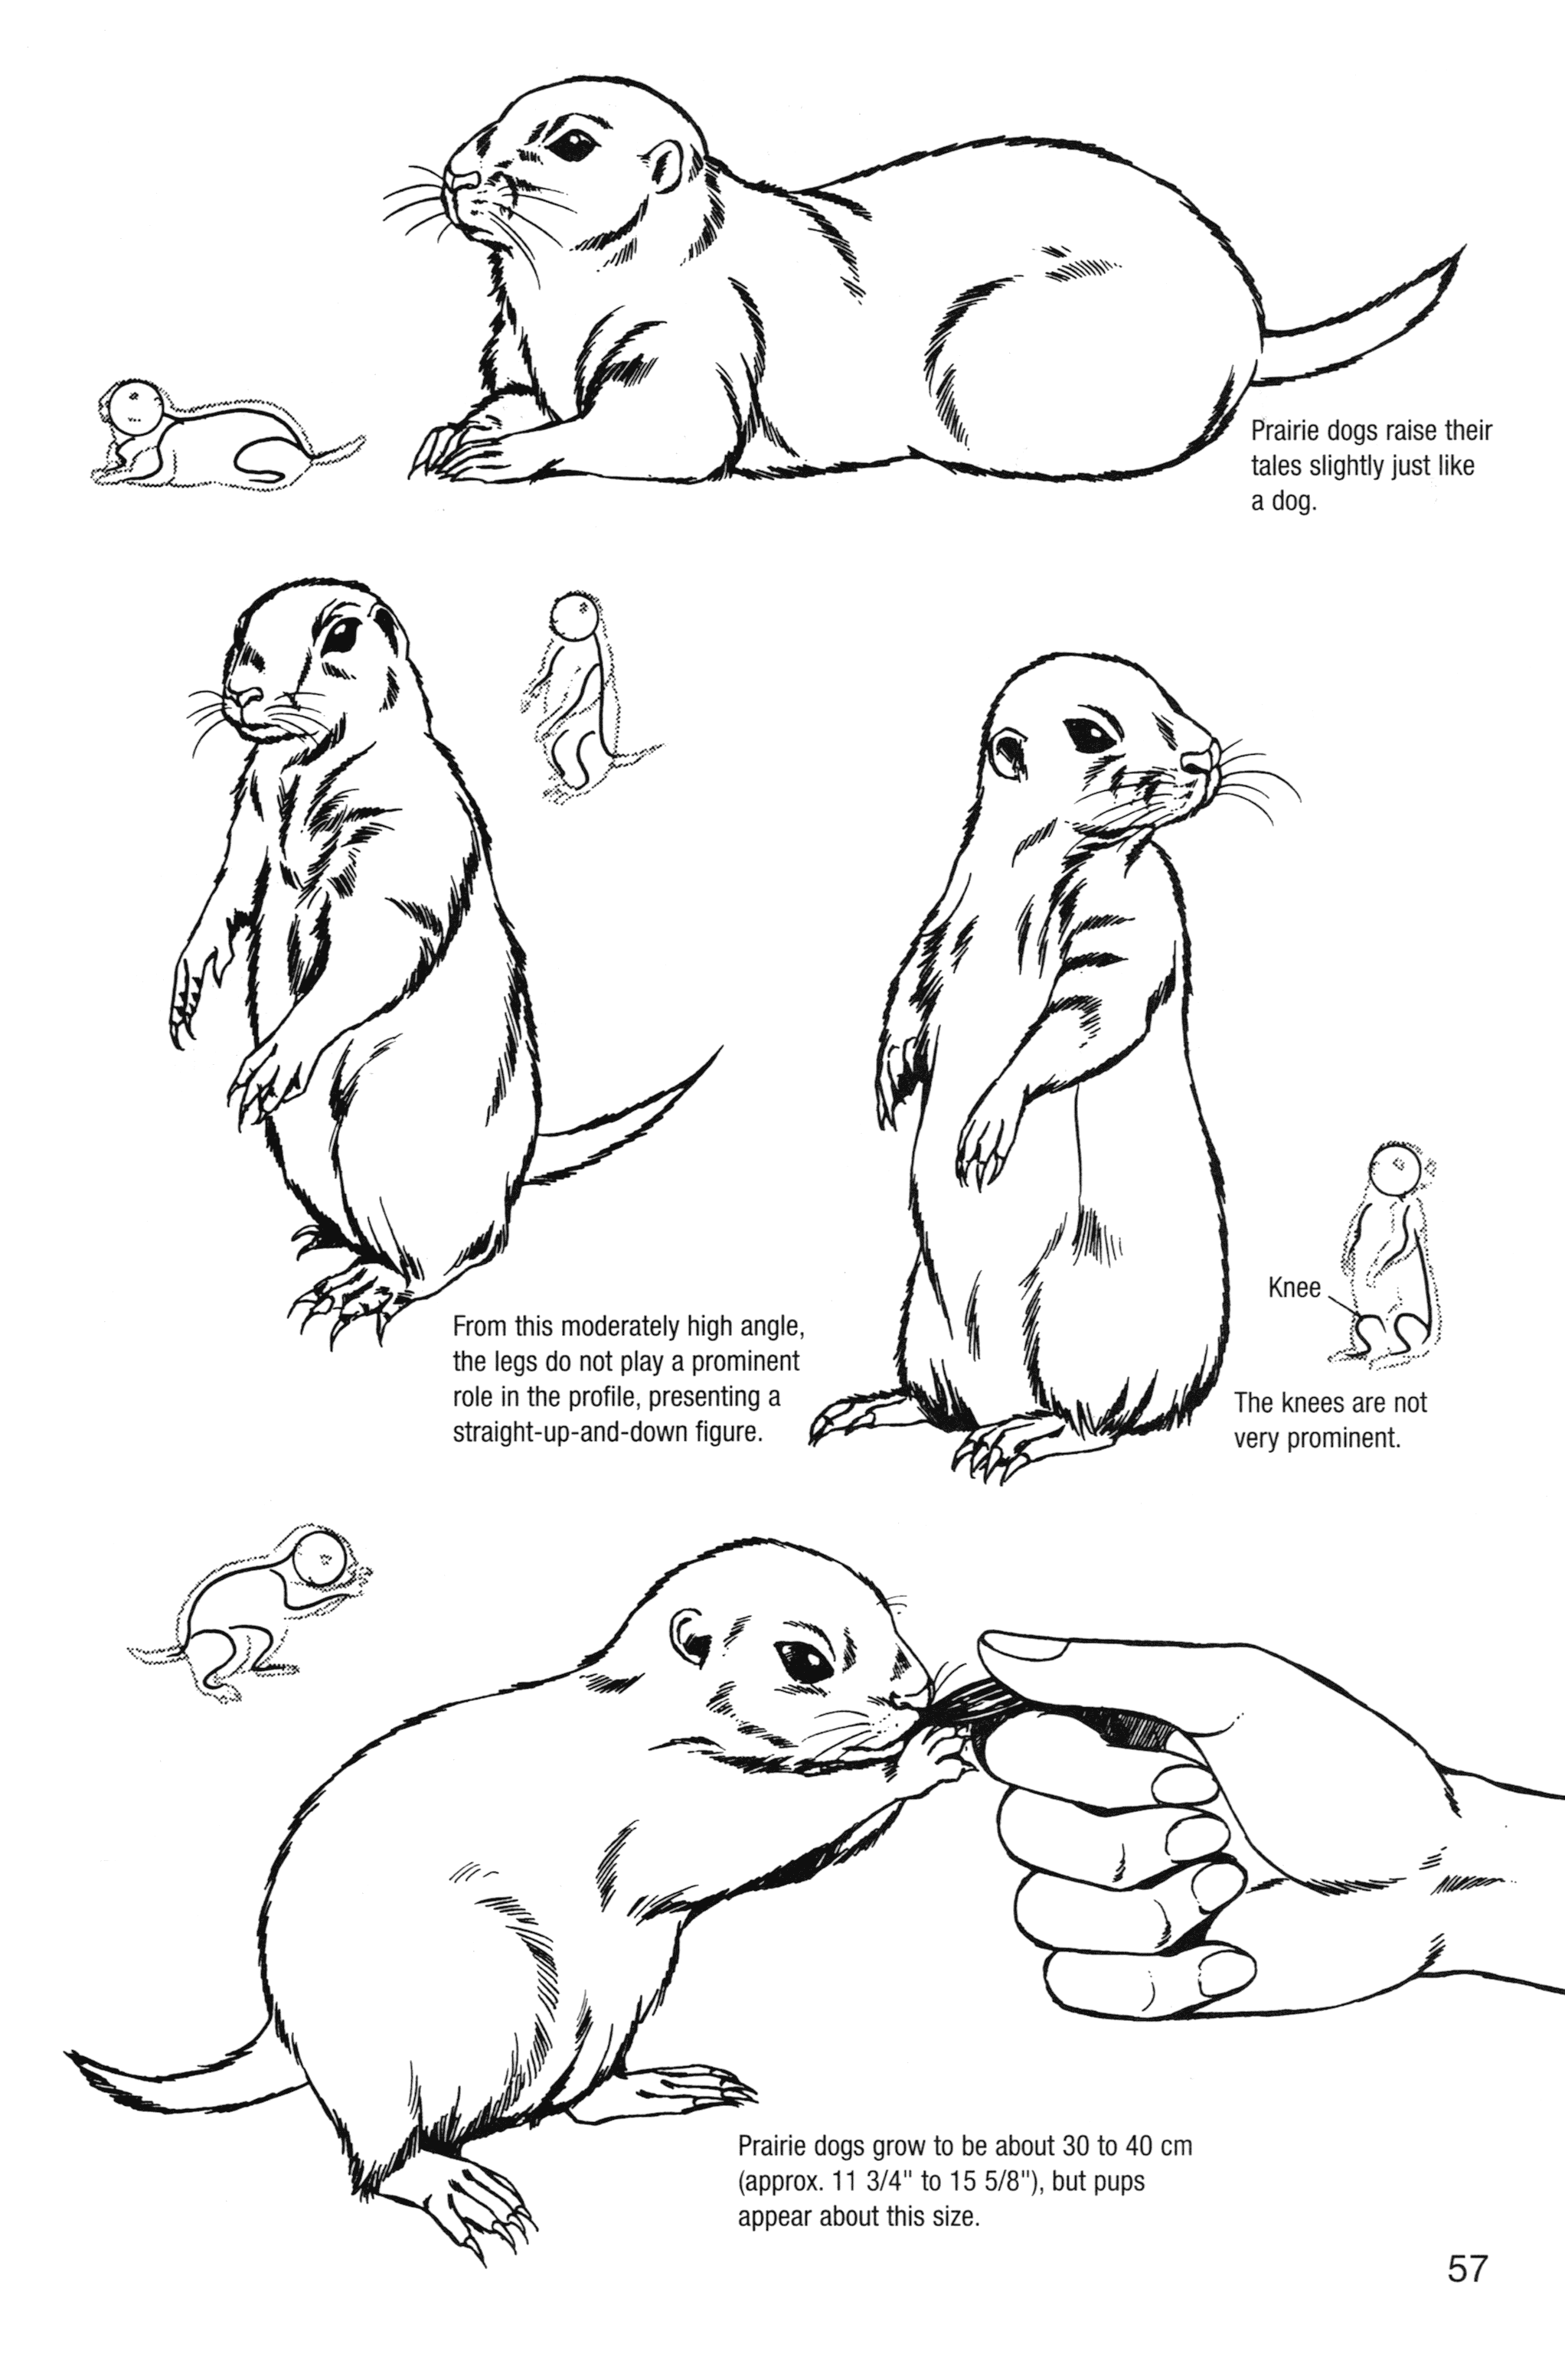 Prairie dogs raise their
tales slightly just like
a dog.
From this moderately high angle,
the legs do not play a prominent
role in the profile, presenting a
straight-up-and-down figure.
Knee
The knees are not
very prominent.
Prairie dogs grow to be about 30 to 40 cm
(approx. 11 3/4" to 15 5/8"), but pups
appear about this size.
57